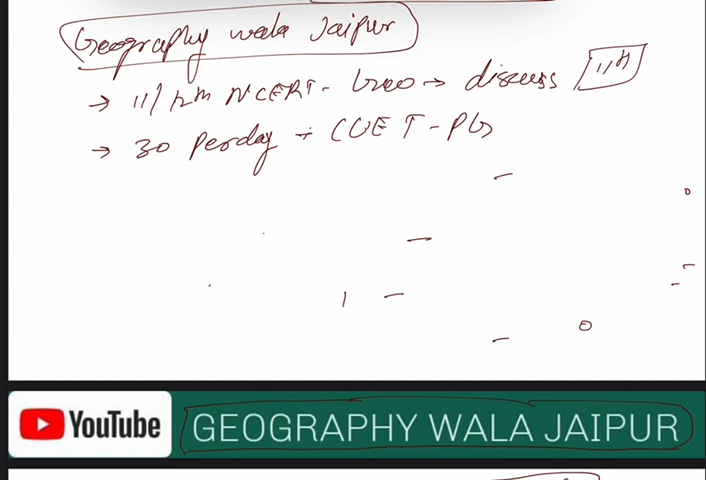 Geography wala Jaipur
→ 11/12th NCERT - Geo → discuss 11th
→ 30 Perday ÷ CUET-PG
YouTube GEOGRAPHY WALA JAIPUR